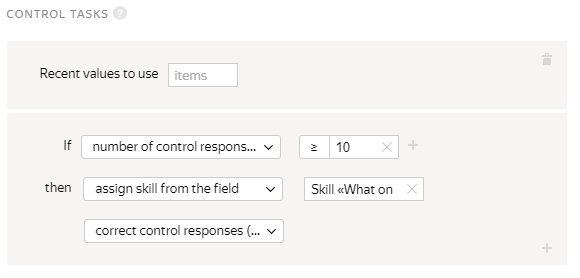 CONTROL TASKS ?
Recent values to use items
If number of control respons... ≥ 10
then assign skill from the field Skill «What on
correct control responses (...